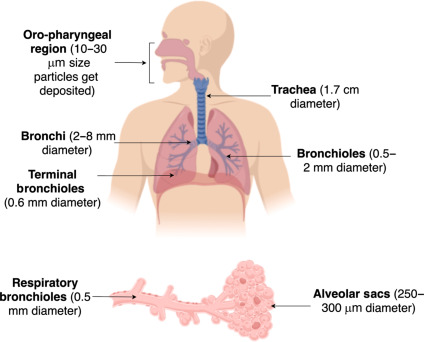 Oro-pharyngeal
region (10–30
μm size
particles get
deposited)
Trachea (1.7 cm
diameter)
Bronchi (2–8 mm
diameter)
Bronchioles (0.5–
2 mm diameter)
Terminal
bronchioles
(0.6 mm diameter)
Respiratory
bronchioles (0.5
mm diameter)
Alveolar sacs (250–
300 μm diameter)